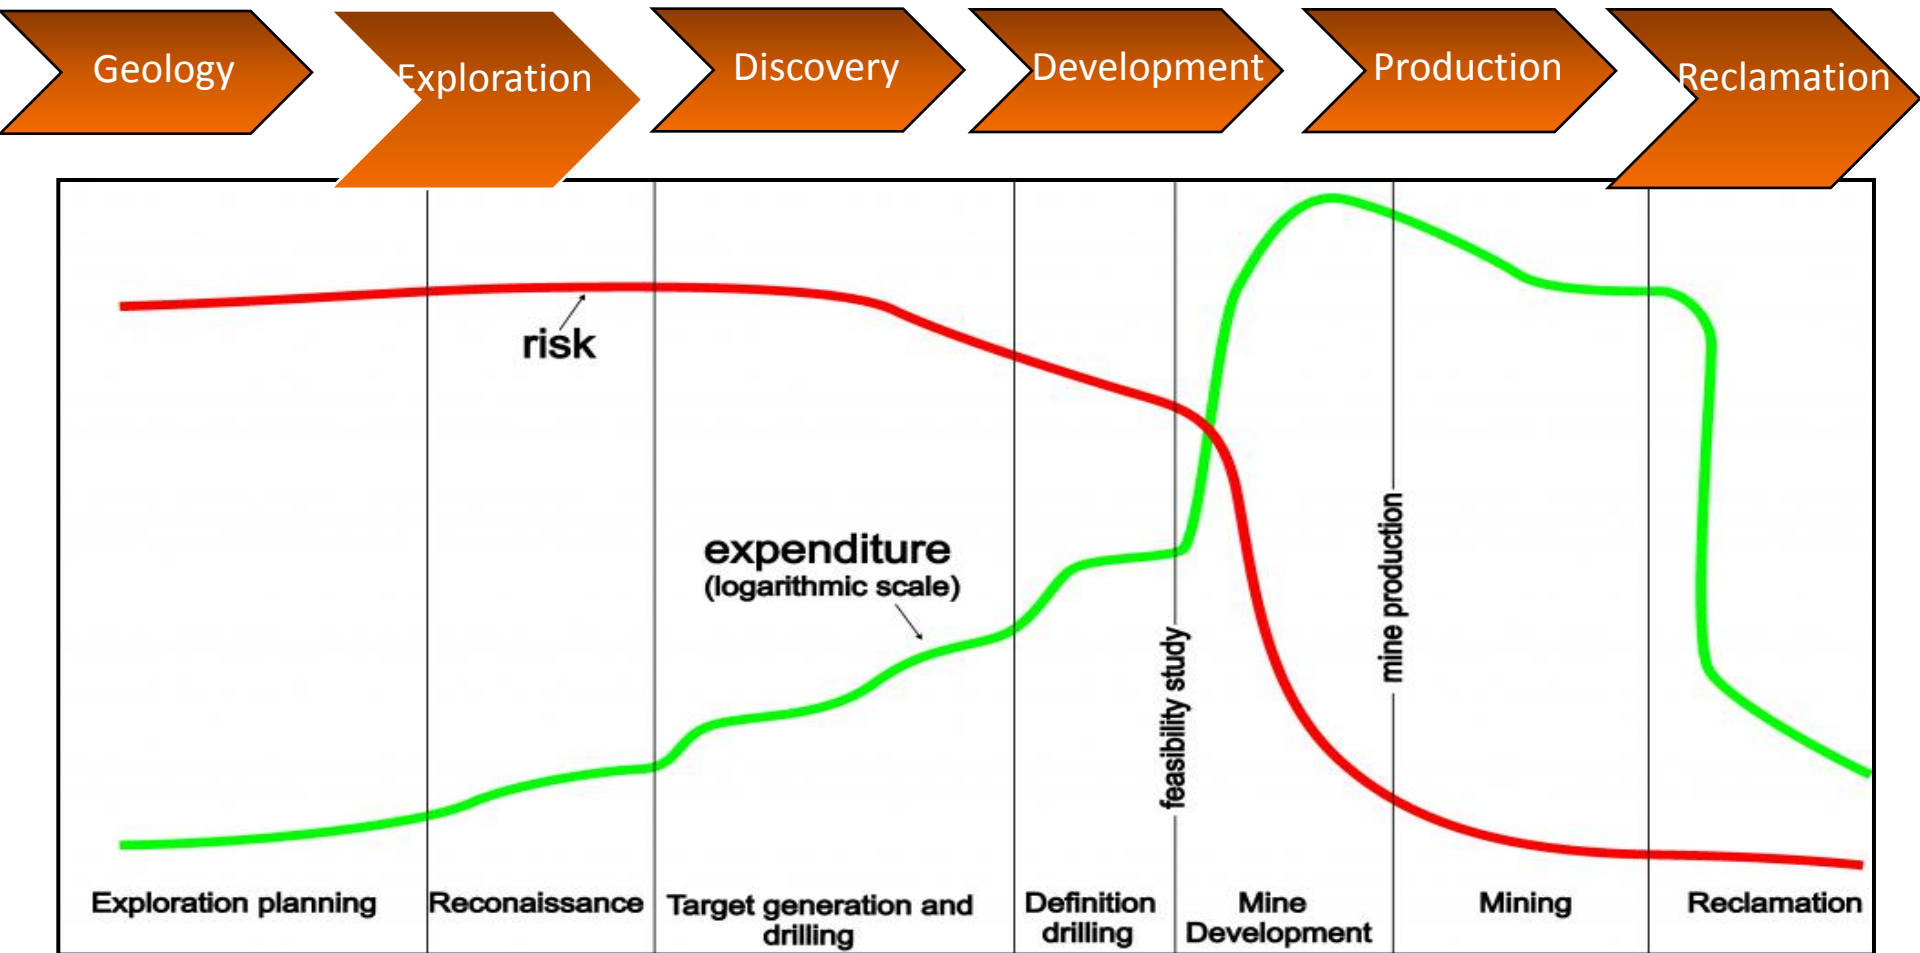 Geology
Exploration
Discovery
Development
Production
Reclamation
risk
expenditure
(logarithmic scale)
feasibility study
mine production
Exploration planning
Reconaissance
Target generation and
drilling
Definition
drilling
Mine
Development
Mining
Reclamation